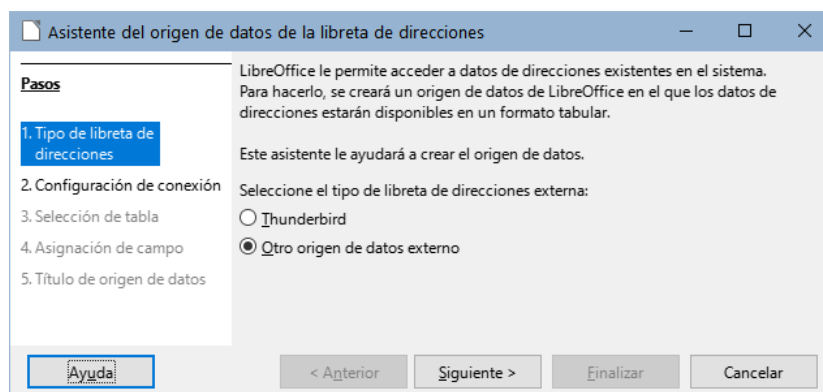 Asistente del origen de datos de la libreta de direcciones
Pasos
1. Tipo de libreta de
direcciones
2. Configuración de conexión
3. Selección de tabla
4. Asignación de campo
5. Título de origen de datos
LibreOffice le permite acceder a datos de direcciones existentes en el sistema.
Para hacerlo, se creará un origen de datos de LibreOffice en el que los datos de
direcciones estarán disponibles en un formato tabular.
Este asistente le ayudará a crear el origen de datos.
Seleccione el tipo de libreta de direcciones externa:
Thunderbird
Otro origen de datos externo
Ayuda
< Anterior
Siguiente >
Finalizar
Cancelar